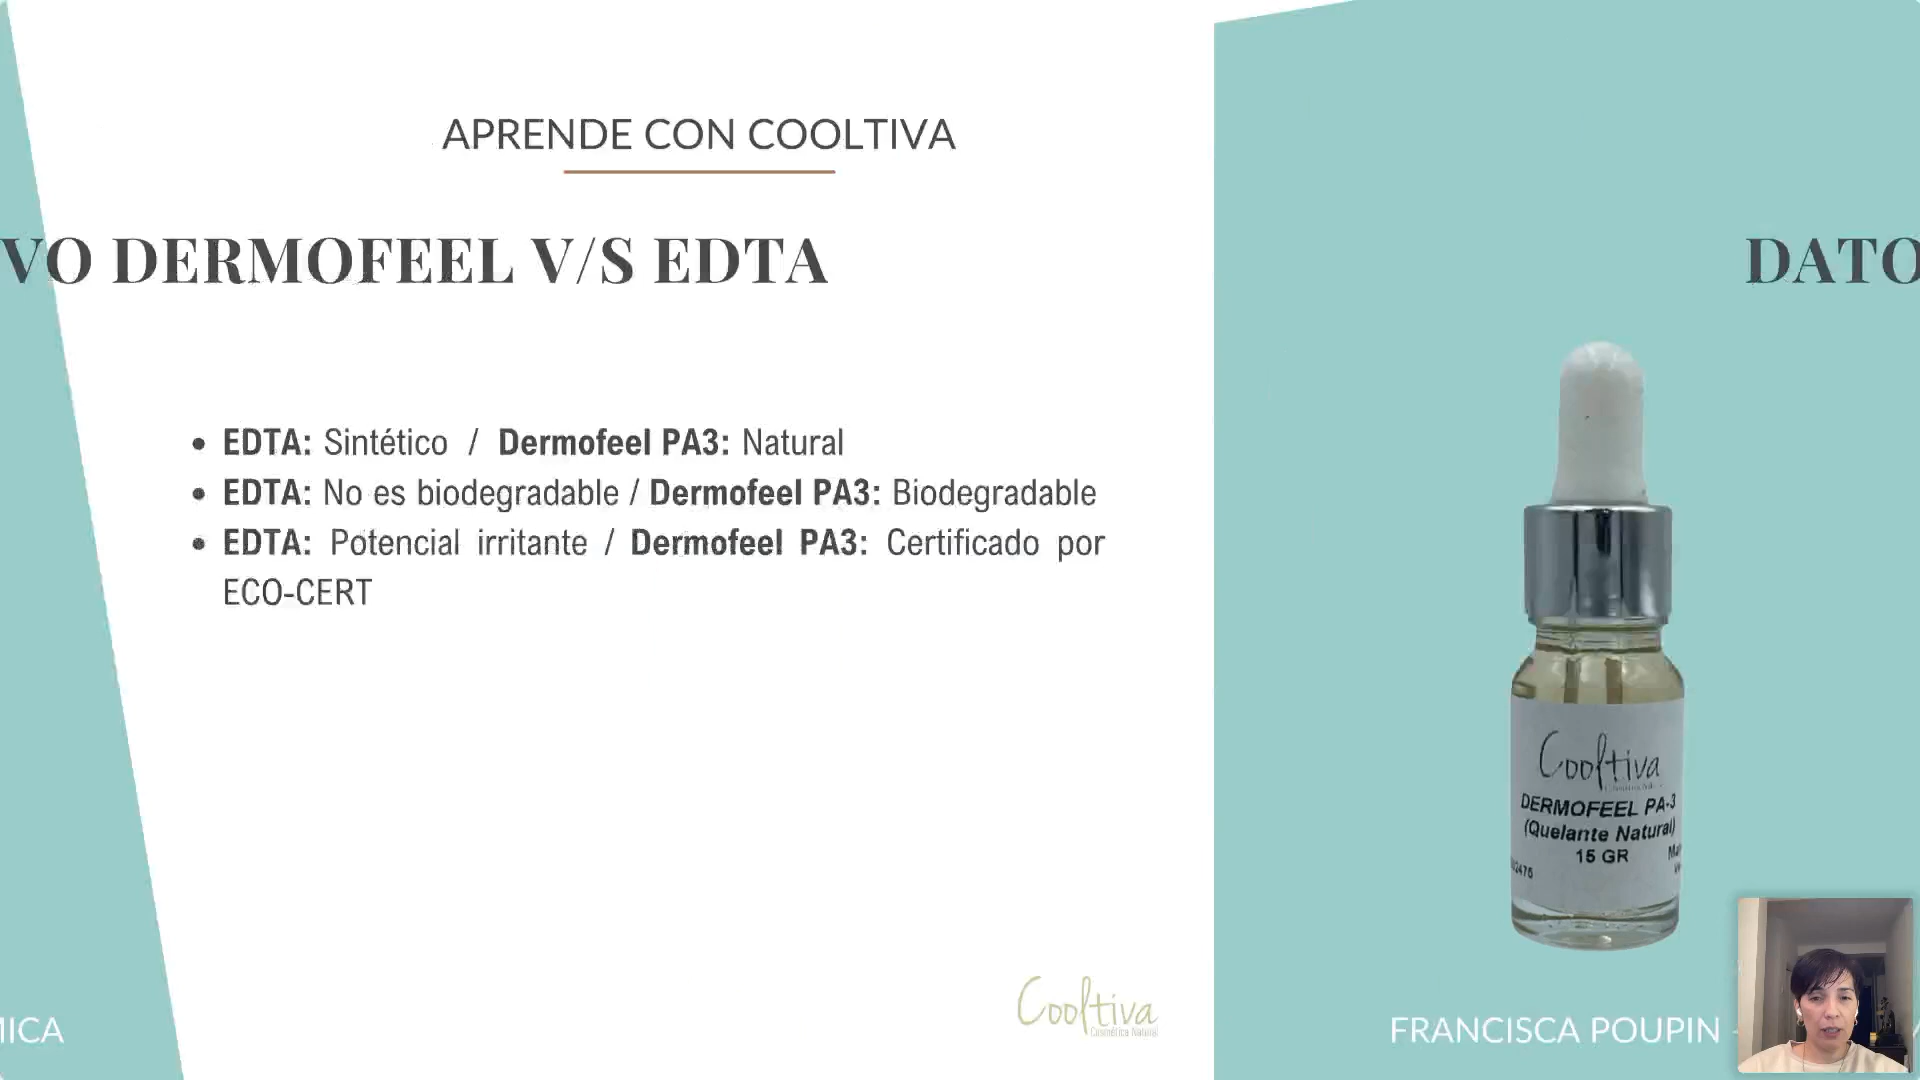 APRENDE CON COOLTIVA
VO DERMOFEEL V/S EDTA
DATO
• EDTA: Sintético / Dermofeel PA3: Natural
• EDTA: No es biodegradable / Dermofeel PA3: Biodegradable
• EDTA: Potencial irritante / Dermofeel PA3: Certificado por
ECO-CERT
Cooltiva
DERMOFEEL PA-3
(Quelante Natural)
15 GR
Cooltiva
Cosmética Natural
MICA
FRANCISCA POUPIN -